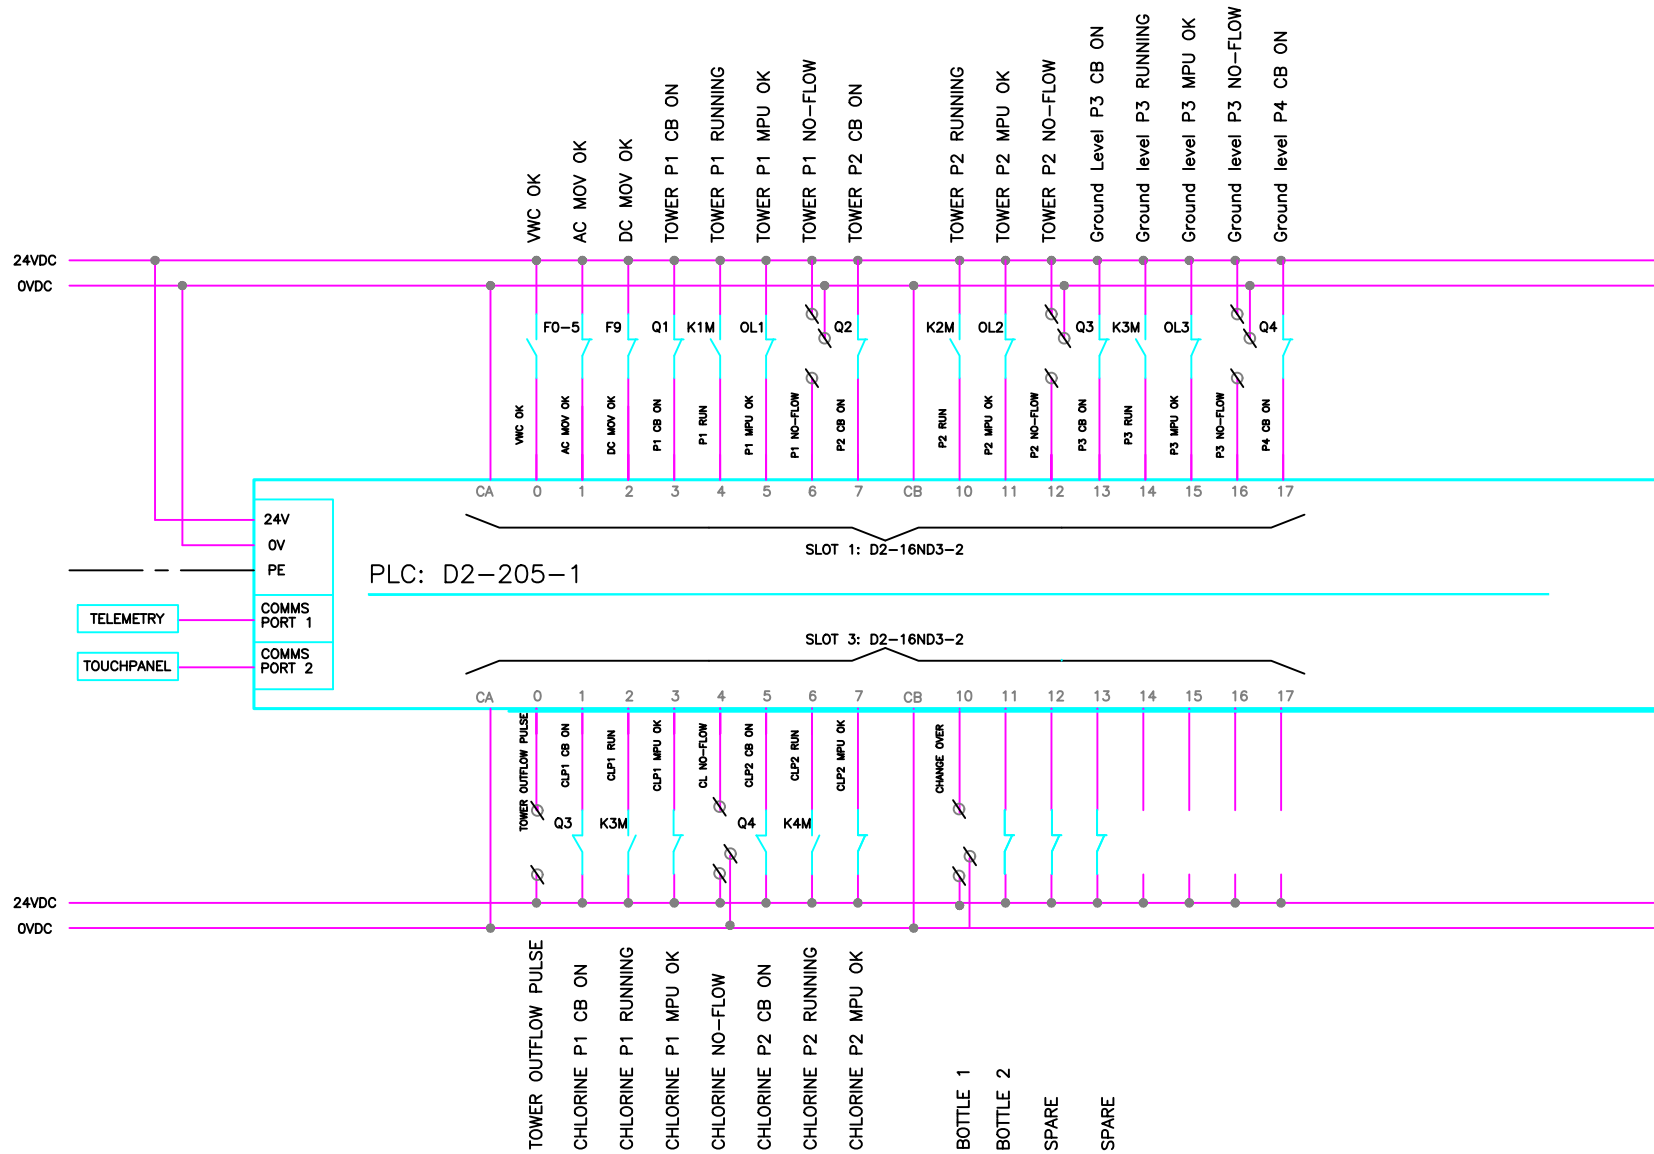 VWC OK
AC MOV OK
DC MOV OK
TOWER P1 CB ON
TOWER P1 RUNNING
TOWER P1 MPU OK
TOWER P1 NO-FLOW
TOWER P2 CB ON
TOWER P2 RUNNING
TOWER P2 MPU OK
TOWER P2 NO-FLOW
Ground Level P3 CB ON
Ground level P3 RUNNING
Ground level P3 MPU OK
Ground level P3 NO-FLOW
Ground level P4 CB ON
24VDC
0VDC
F0-5
F9
Q1
K1M
OL1
Q2
K2M
OL2
Q3
K3M
OL3
Q4
VWC OK
AC MOV OK
DC MOV OK
P1 CB ON
P1 RUN
P1 MPU OK
P1 NO-FLOW
P2 CB ON
P2 RUN
P2 MPU OK
P2 NO-FLOW
P3 CB ON
P3 RUN
P3 MPU OK
P3 NO-FLOW
P4 CB ON
CA 0 1 2 3 4 5 6 7 CB 10 11 12 13 14 15 16 17
24V
0V
PE
SLOT 1: D2-16ND3-2
PLC: D2-205-1
TELEMETRY
COMMS
PORT 1
TOUCHPANEL
COMMS
PORT 2
SLOT 3: D2-16ND3-2
CA 0 1 2 3 4 5 6 7 CB 10 11 12 13 14 15 16 17
TOWER OUTFLOW PULSE
CLP1 CB ON
CLP1 RUN
CLP1 MPU OK
CL NO-FLOW
CLP2 CB ON
CLP2 RUN
CLP2 MPU OK
CHANGE OVER
Q3
K3M
Q4
K4M
24VDC
0VDC
TOWER OUTFLOW PULSE
CHLORINE P1 CB ON
CHLORINE P1 RUNNING
CHLORINE P1 MPU OK
CHLORINE NO-FLOW
CHLORINE P2 CB ON
CHLORINE P2 RUNNING
CHLORINE P2 MPU OK
BOTTLE 1
BOTTLE 2
SPARE
SPARE